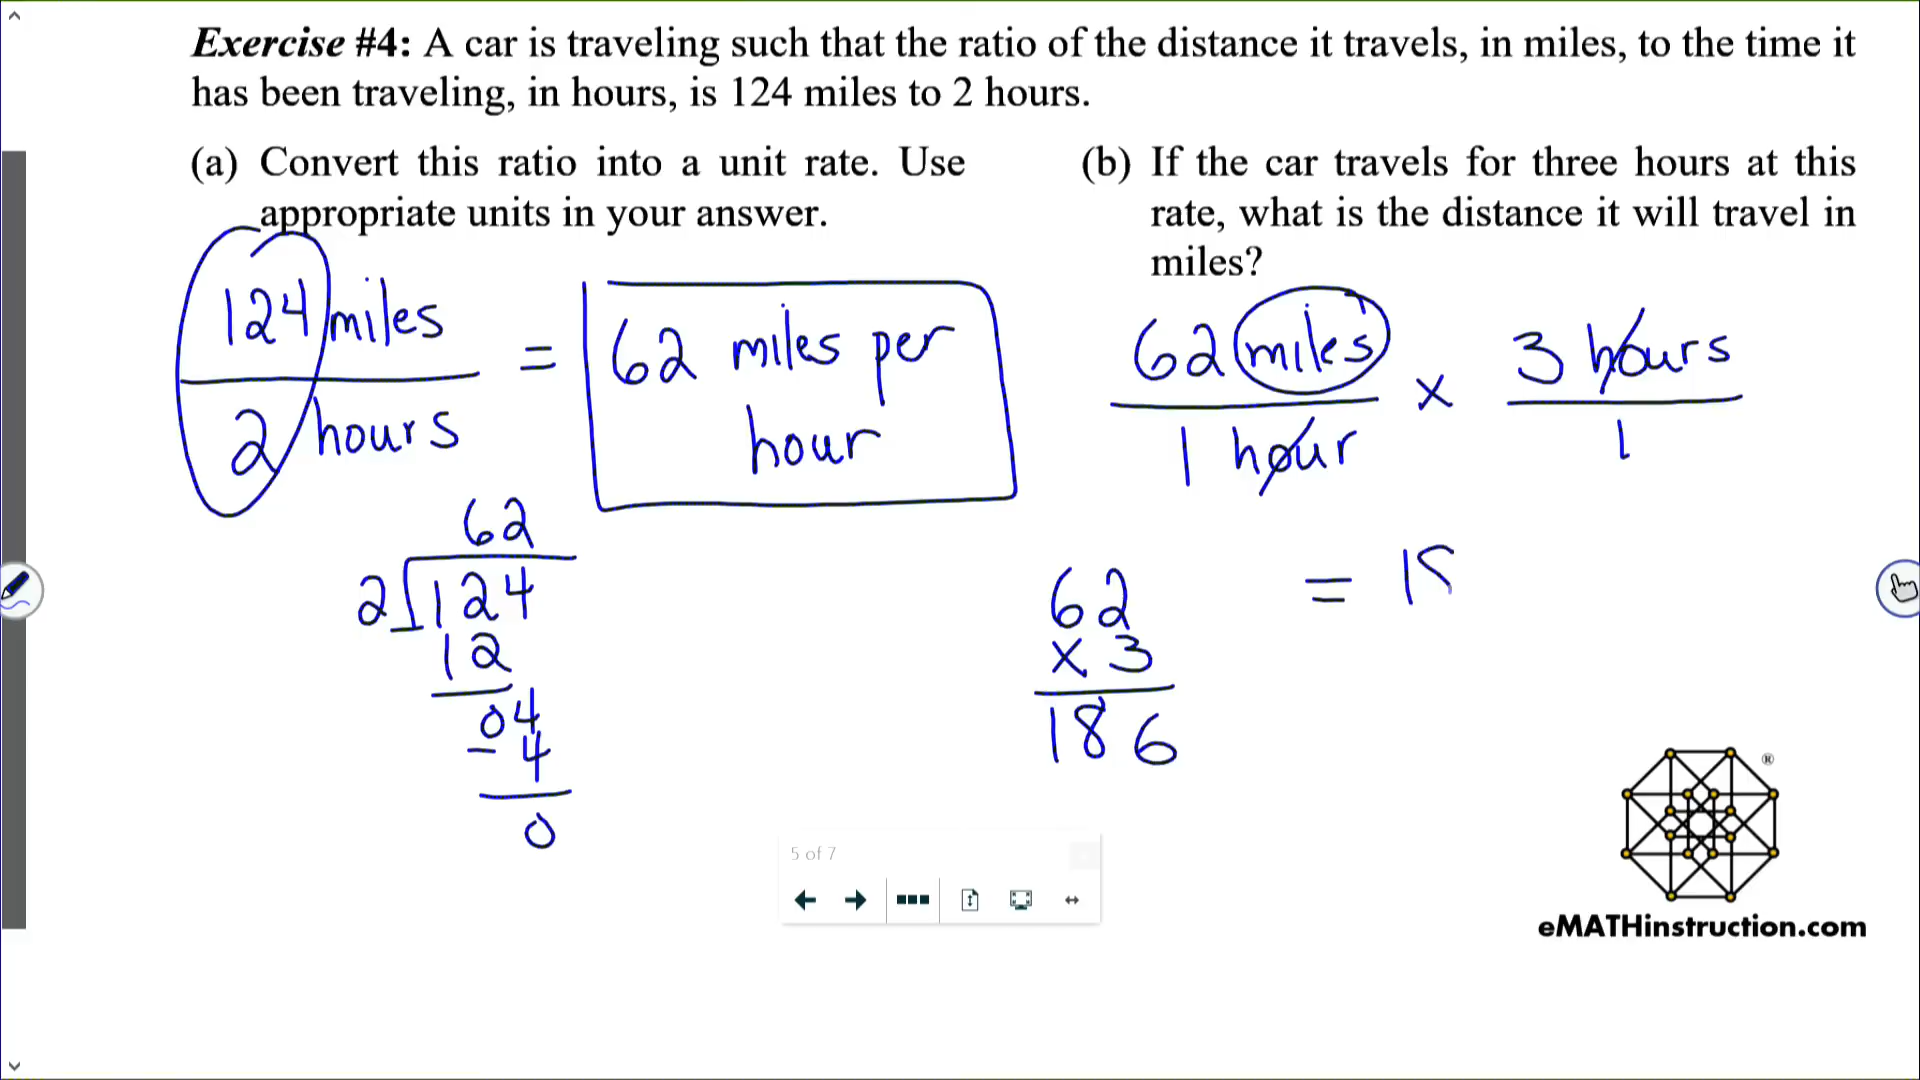 Exercise #4: A car is traveling such that the ratio of the distance it travels, in miles, to the time it
has been traveling, in hours, is 124 miles to 2 hours.
(a) Convert this ratio into a unit rate. Use
appropriate units in your answer.
124 miles
2 hours
=
62 miles per
hour
62
2 124
12
04
- 4
0
(b) If the car travels for three hours at this
rate, what is the distance it will travel in
miles?
62 miles
1 hour
×
3 hours
1
62
× 3
186
= 1
5 of 7
®
eMATHinstruction.com